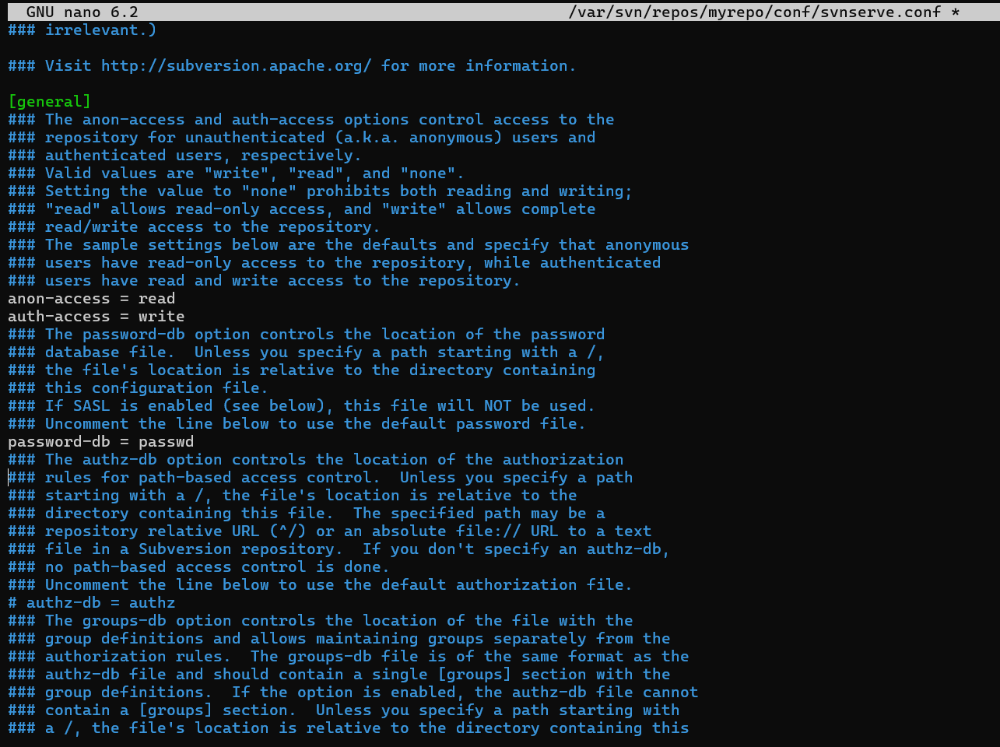 GNU nano 6.2 /var/svn/repos/myrepo/conf/svnserve.conf *
### irrelevant.)
### Visit http://subversion.apache.org/ for more information.
[general]
### The anon-access and auth-access options control access to the
### repository for unauthenticated (a.k.a. anonymous) users and
### authenticated users, respectively.
### Valid values are "write", "read", and "none".
### Setting the value to "none" prohibits both reading and writing;
### "read" allows read-only access, and "write" allows complete
### read/write access to the repository.
### The sample settings below are the defaults and specify that anonymous
### users have read-only access to the repository, while authenticated
### users have read and write access to the repository.
anon-access = read
auth-access = write
### The password-db option controls the location of the password
### database file.  Unless you specify a path starting with a /,
### the file's location is relative to the directory containing
### this configuration file.
### If SASL is enabled (see below), this file will NOT be used.
### Uncomment the line below to use the default password file.
password-db = passwd
### The authz-db option controls the location of the authorization
### rules for path-based access control.  Unless you specify a path
### starting with a /, the file's location is relative to the
### directory containing this file.  The specified path may be a
### repository relative URL (^/) or an absolute file:// URL to a text
### file in a Subversion repository.  If you don't specify an authz-db,
### no path-based access control is done.
### Uncomment the line below to use the default authorization file.
# authz-db = authz
### The groups-db option controls the location of the file with the
### group definitions and allows maintaining groups separately from the
### authorization rules.  The groups-db file is of the same format as the
### authz-db file and should contain a single [groups] section with the
### group definitions.  If the option is enabled, the authz-db file cannot
### contain a [groups] section.  Unless you specify a path starting with
### a /, the file's location is relative to the directory containing this